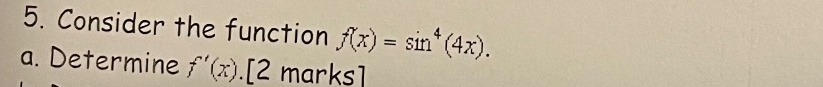 5. Consider the function f(x) = sin⁴(4x).
a. Determine f'(x).[2 marks]